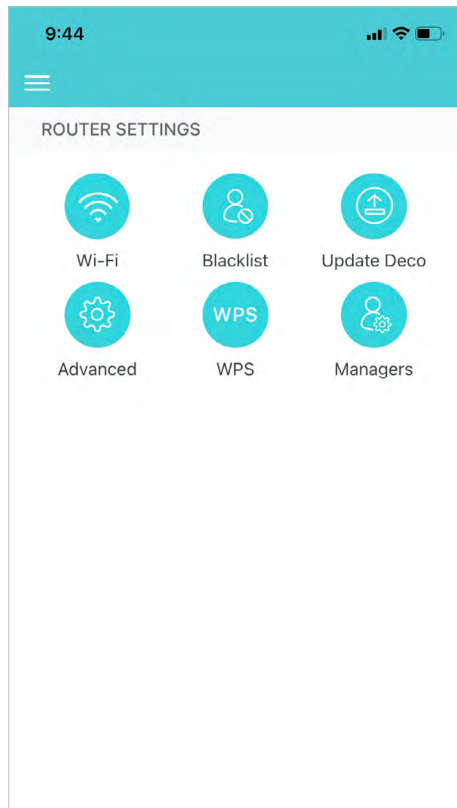 9:44
ROUTER SETTINGS
Wi-Fi Blacklist Update Deco
WPS
Advanced WPS Managers